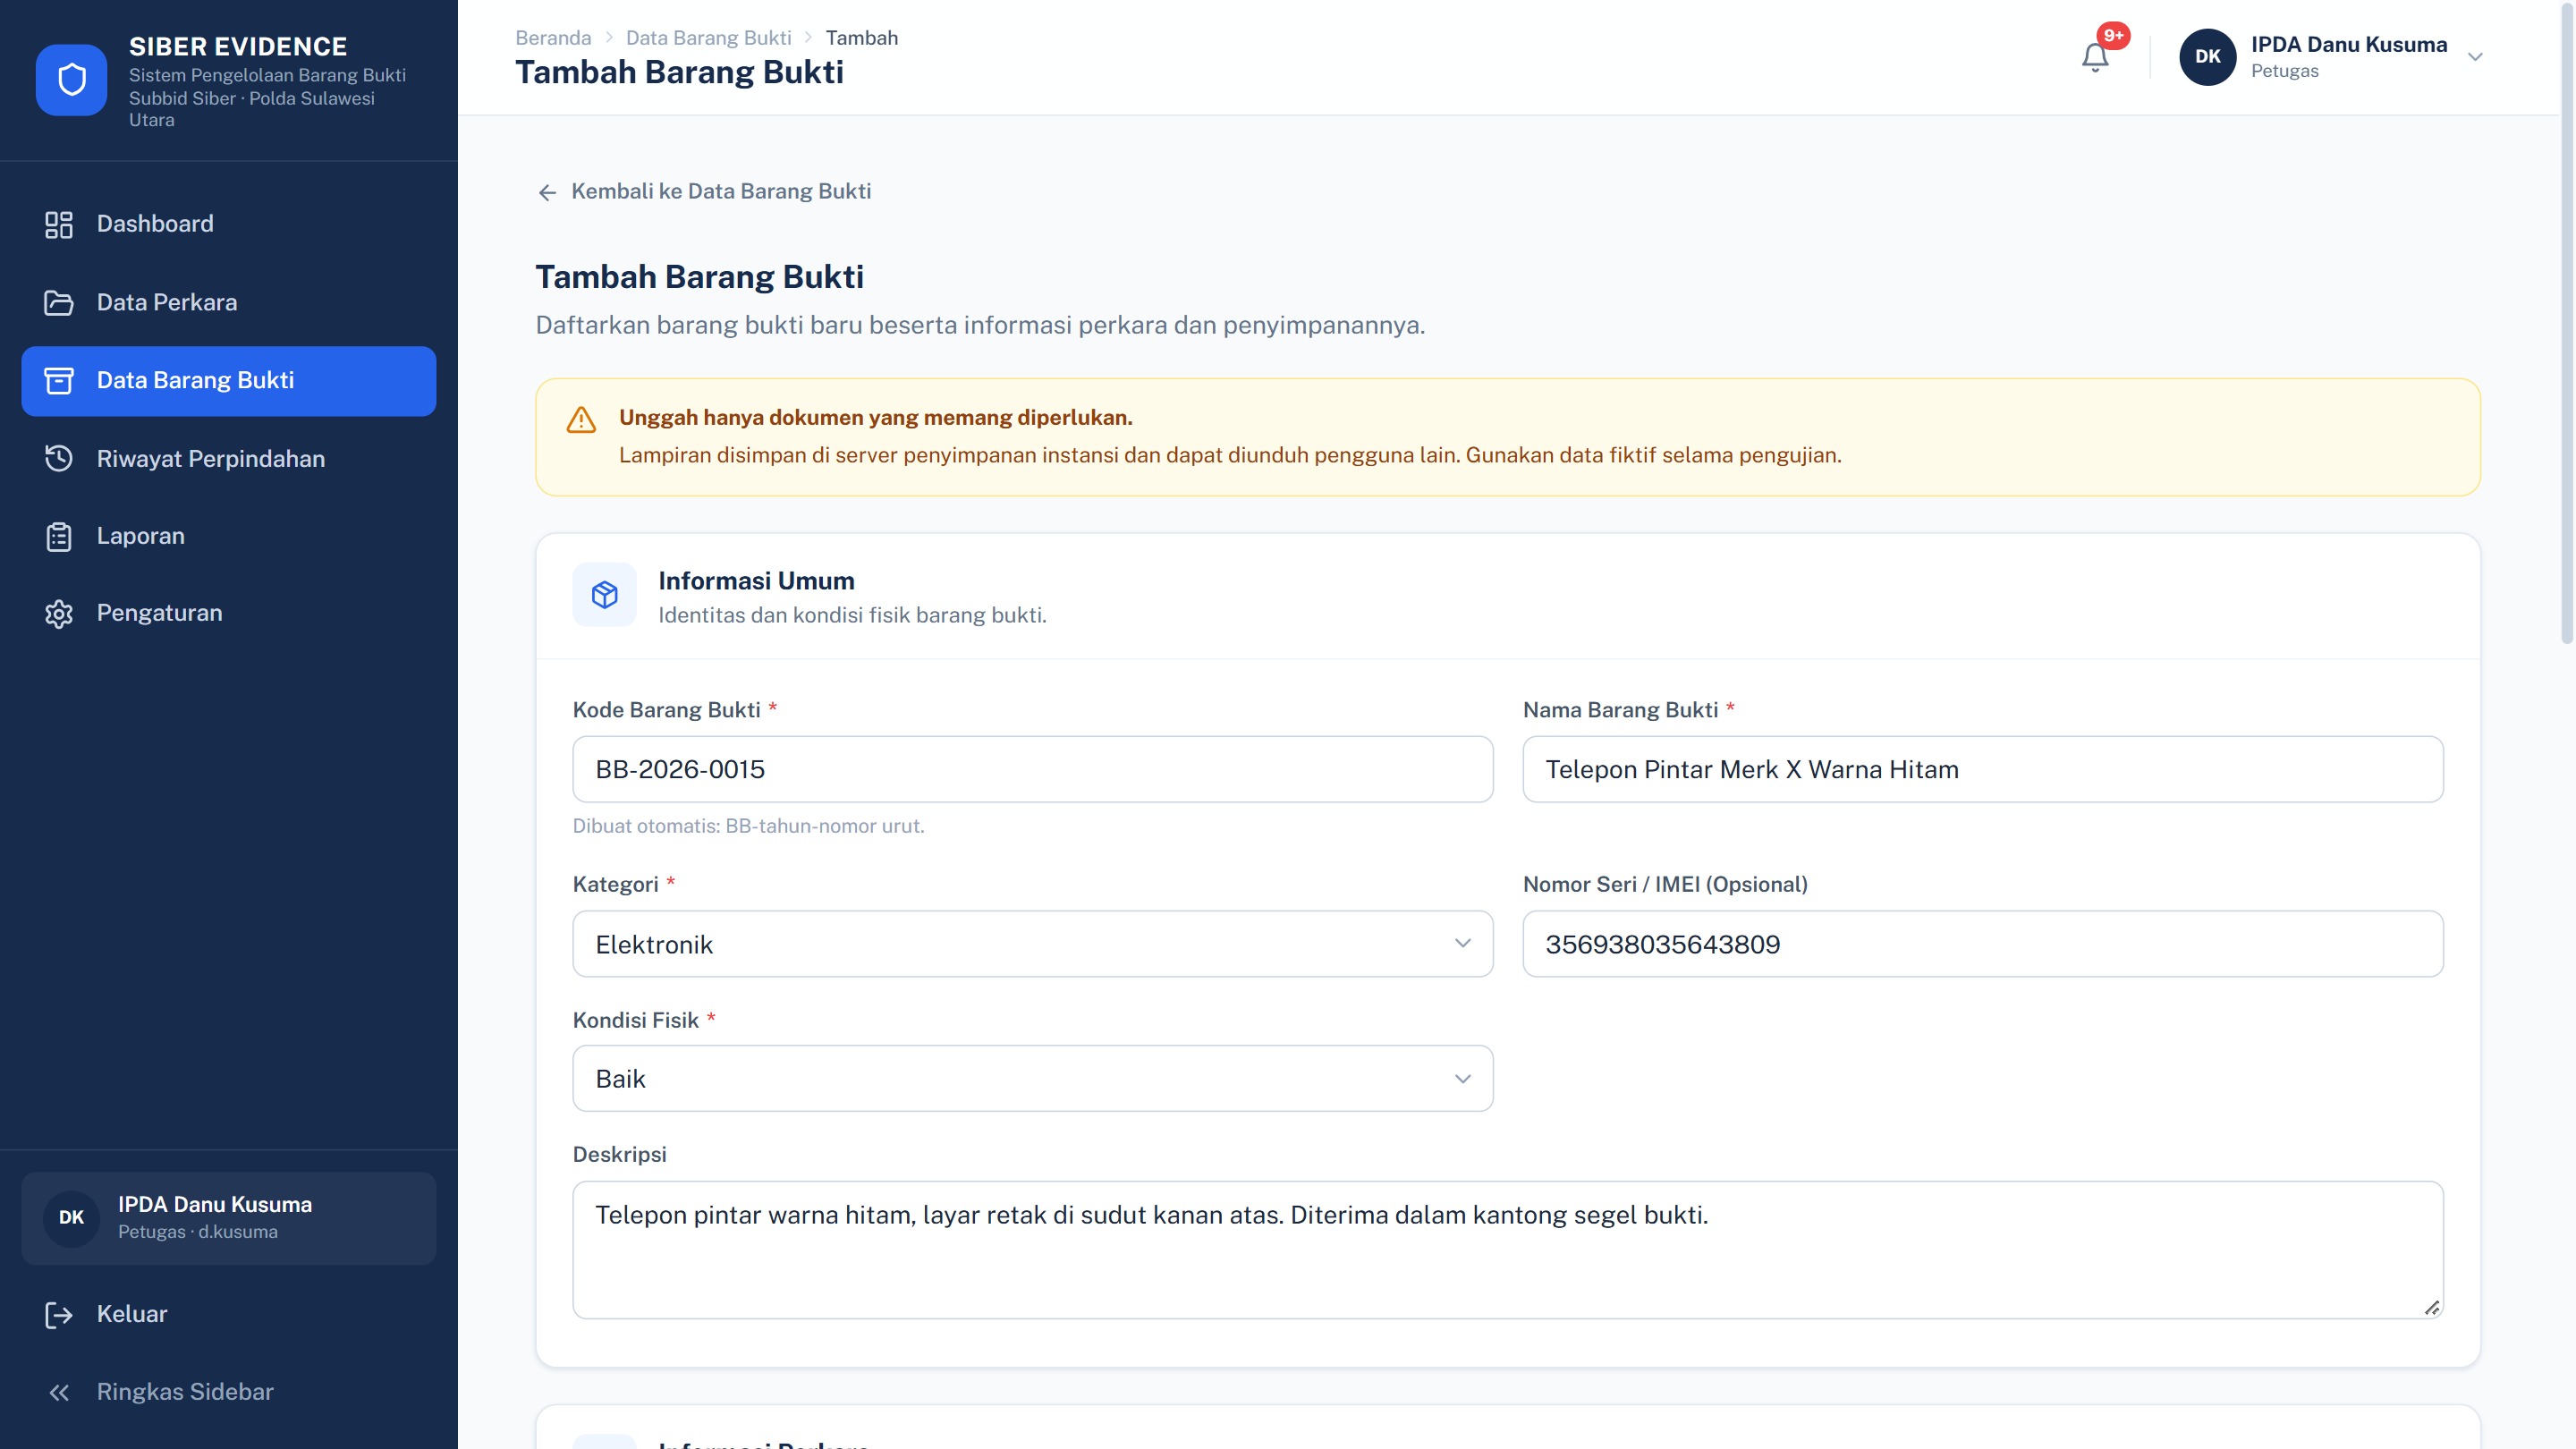 SIBER EVIDENCE
Sistem Pengelolaan Barang Bukti
Subbid Siber · Polda Sulawesi
Utara
Dashboard
Data Perkara
Data Barang Bukti
Riwayat Perpindahan
Laporan
Pengaturan
DK
IPDA Danu Kusuma
Petugas · d.kusuma
Keluar
Ringkas Sidebar
Beranda > Data Barang Bukti > Tambah
Tambah Barang Bukti
9+
DK
IPDA Danu Kusuma
Petugas
Kembali ke Data Barang Bukti
Tambah Barang Bukti
Daftarkan barang bukti baru beserta informasi perkara dan penyimpanannya.
Unggah hanya dokumen yang memang diperlukan.
Lampiran disimpan di server penyimpanan instansi dan dapat diunduh pengguna lain. Gunakan data fiktif selama pengujian.
Informasi Umum
Identitas dan kondisi fisik barang bukti.
Kode Barang Bukti *
BB-2026-0015
Dibuat otomatis: BB-tahun-nomor urut.
Nama Barang Bukti *
Telepon Pintar Merk X Warna Hitam
Kategori *
Elektronik
Nomor Seri / IMEI (Opsional)
356938035643809
Kondisi Fisik *
Baik
Deskripsi
Telepon pintar warna hitam, layar retak di sudut kanan atas. Diterima dalam kantong segel bukti.
Informasi Perkara